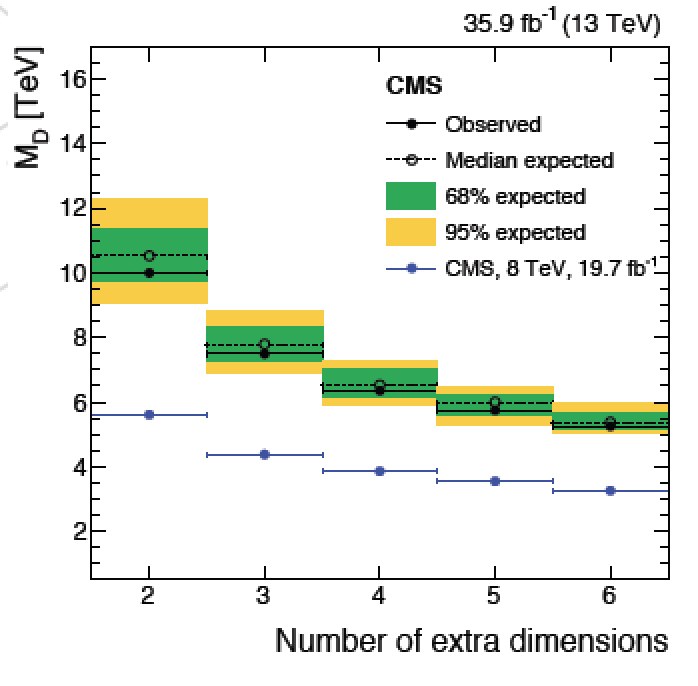 35.9 fb⁻¹ (13 TeV)
M_D [TeV]
16
14
12
10
8
6
4
2
CMS
Observed
Median expected
68% expected
95% expected
CMS, 8 TeV, 19.7 fb⁻¹
2 3 4 5 6
Number of extra dimensions